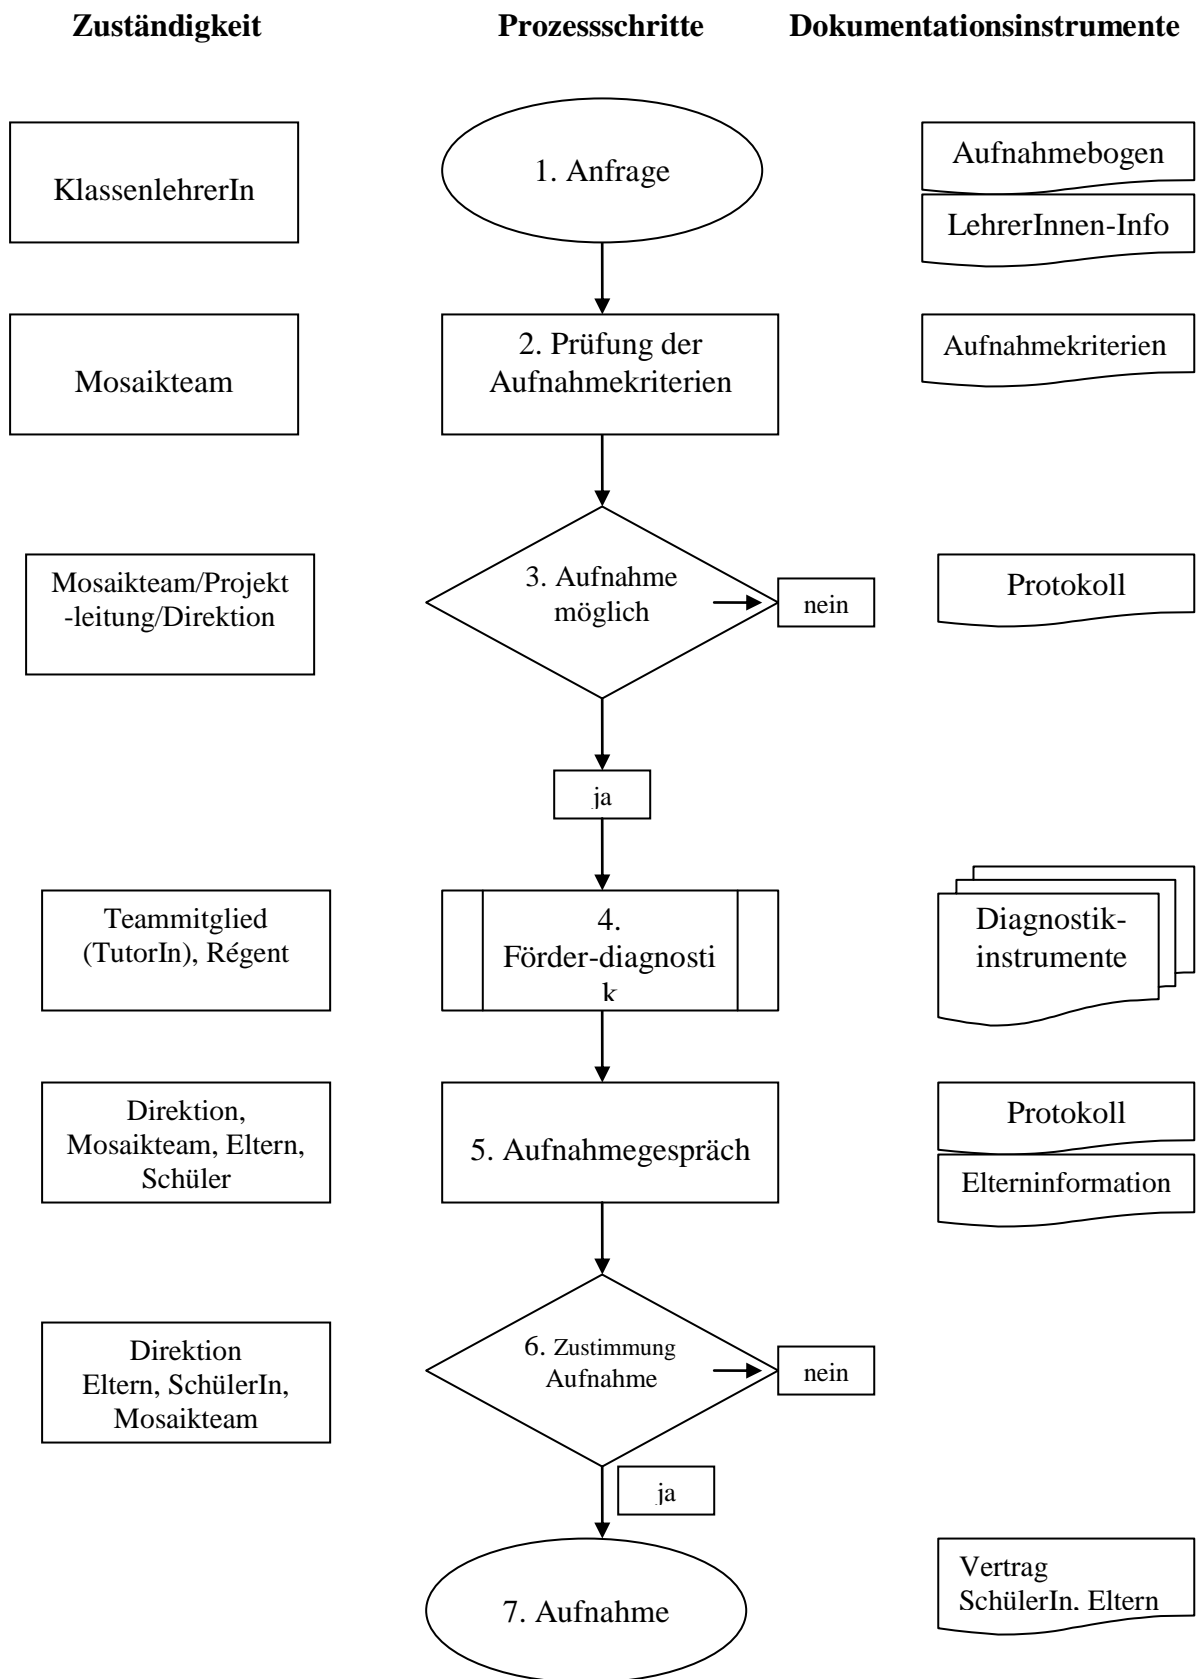 Zuständigkeit Prozessschritte Dokumentationsinstrumente
KlassenlehrerIn
1. Anfrage
Aufnahmebogen
LehrerInnen-Info
Mosaikteam
2. Prüfung der
Aufnahmekriterien
Aufnahmekriterien
Mosaikteam/Projekt
-leitung/Direktion
3. Aufnahme
möglich
nein
Protokoll
ja
Teammitglied
(TutorIn), Régent
4.
Förder-diagnosti
k
Diagnostik-
instrumente
Direktion,
Mosaikteam, Eltern,
Schüler
5. Aufnahmegespräch
Protokoll
Elterninformation
Direktion
Eltern, SchülerIn,
Mosaikteam
6. Zustimmung
Aufnahme
nein
ja
7. Aufnahme
Vertrag
SchülerIn, Eltern